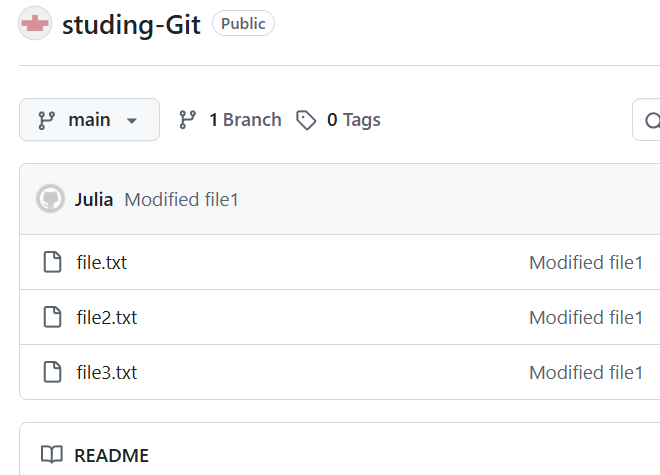 studing-Git Public
main 1 Branch 0 Tags
Julia Modified file1
file.txt Modified file1
file2.txt Modified file1
file3.txt Modified file1
README